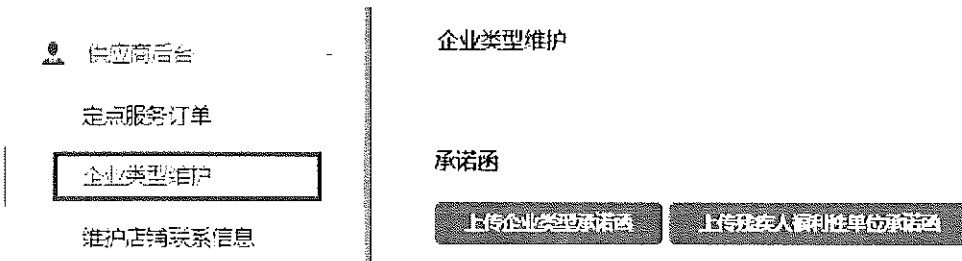 供应商后台
定点服务订单
企业类型维护
维护店铺联系信息
企业类型维护
承诺函
上传企业类型承诺函
上传残疾人福利性单位承诺函